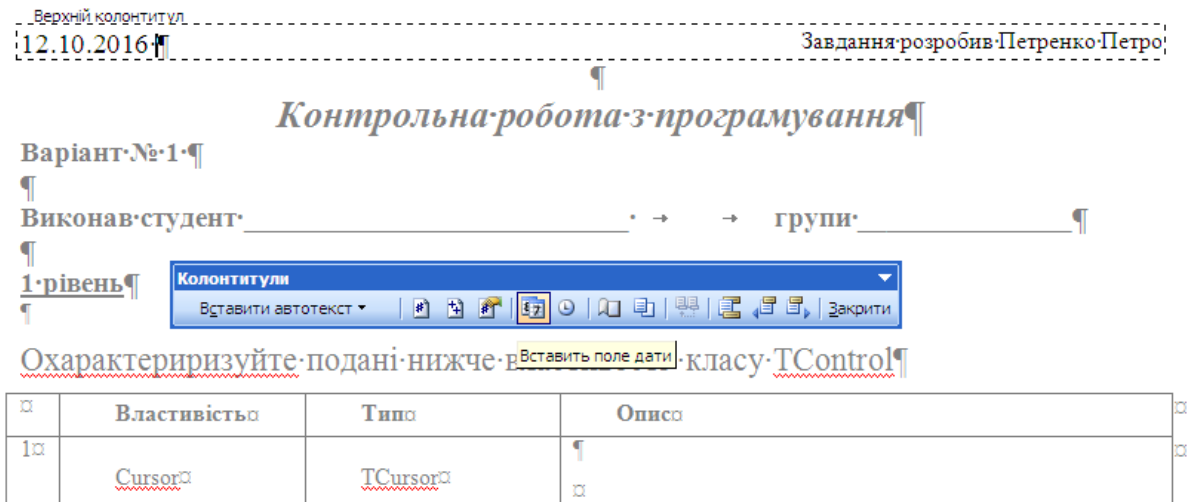 Верхній колонтитул
12.10.2016 ¶ Завдання розробив Петренко Петро
¶
Контрольна робота з програмування¶
Варіант № 1 ¶
¶
Виконав студент ______________________________ → → групи ________________¶
¶
1 рівень¶
¶
Колонтитули
Вставити автотекст Закрити
Вставить поле дати
Охарактериризуйте подані нижче класу TControl¶
¤ Властивість¤ Тип¤ Опис¤ ¤
1¤ Cursor¤ TCursor¤ ¶ ¤
¤